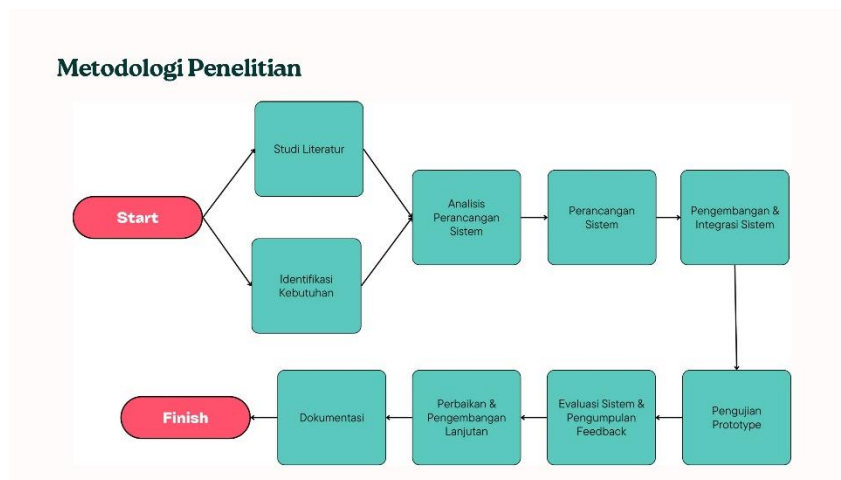 Metodologi Penelitian
Start
Studi Literatur
Identifikasi
Kebutuhan
Analisis
Perancangan
Sistem
Perancangan
Sistem
Pengembangan &
Integrasi Sistem
Pengujian
Prototype
Evaluasi Sistem &
Pengumpulan
Feedback
Perbaikan &
Pengembangan
Lanjutan
Dokumentasi
Finish